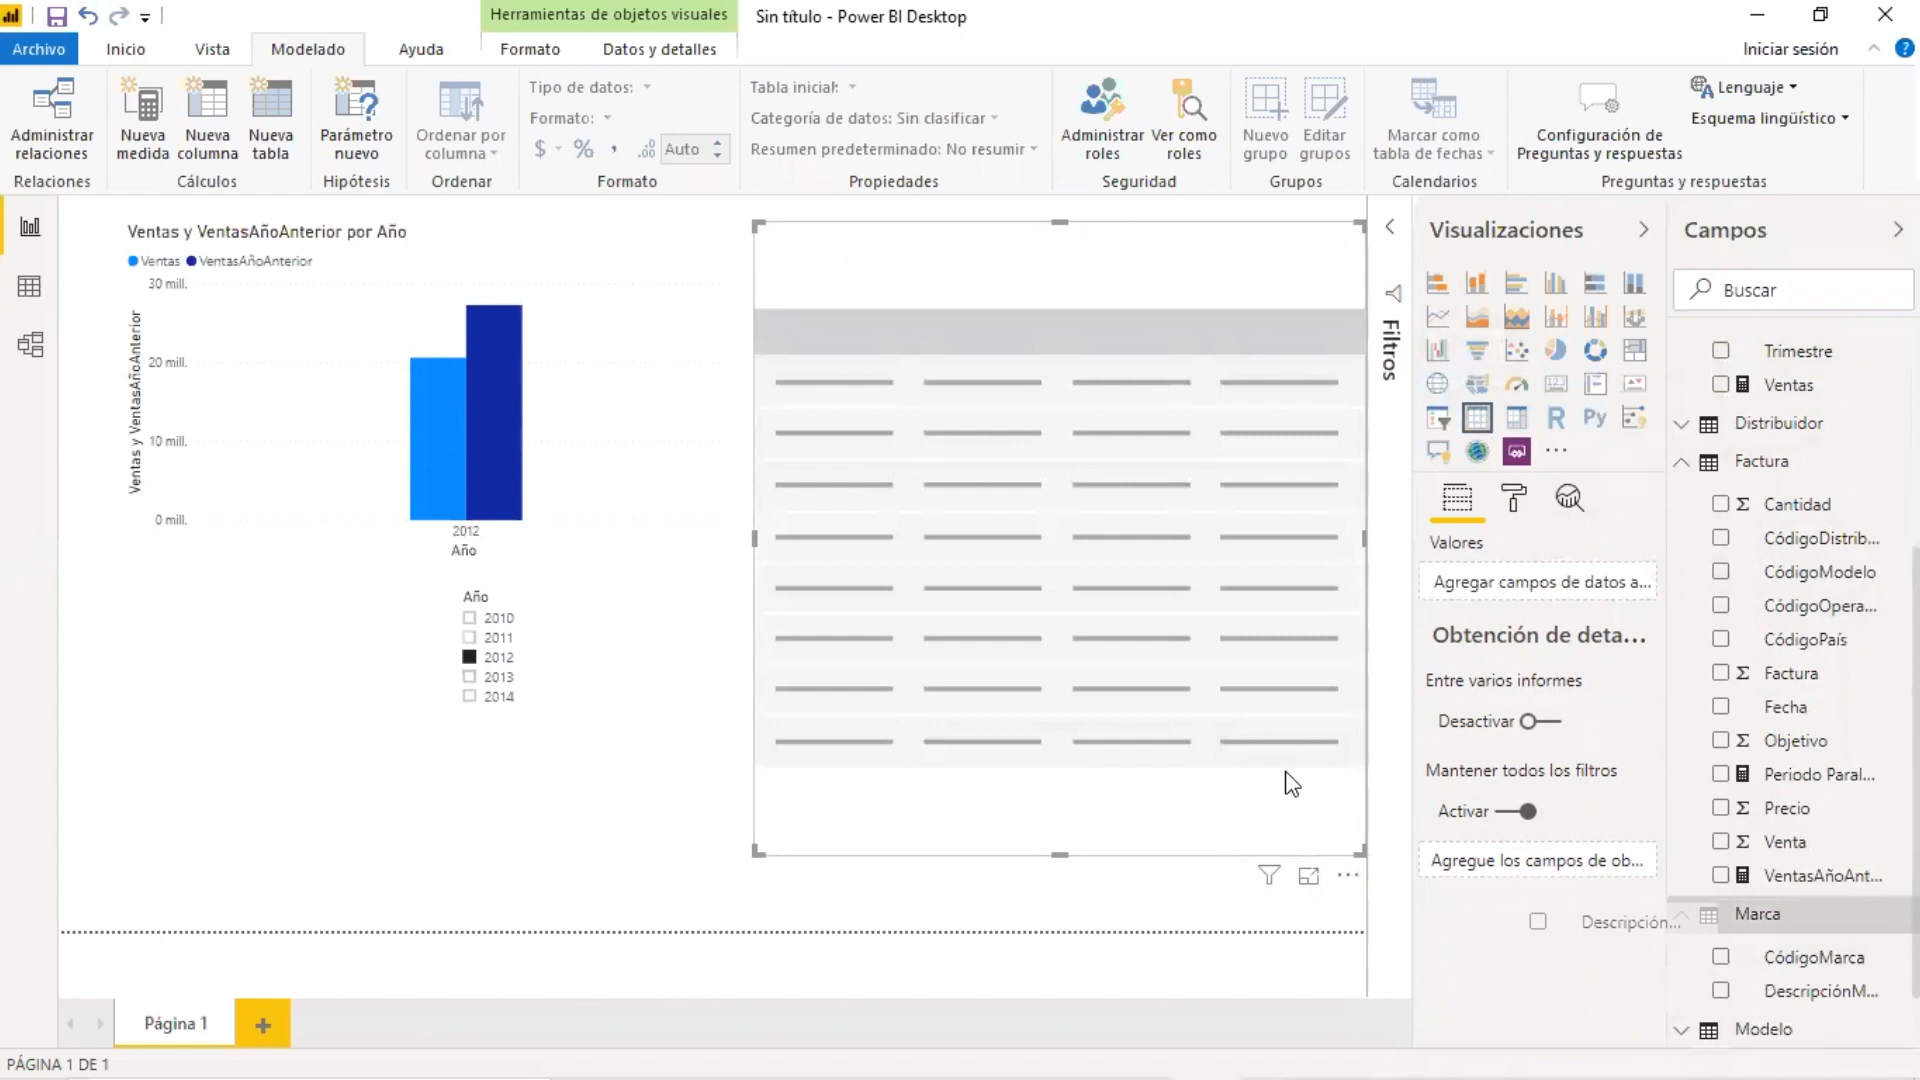 Herramientas de objetos visuales
Sin título - Power BI Desktop
Archivo
Inicio
Vista
Modelado
Ayuda
Formato
Datos y detalles
Iniciar sesión
?
Administrar relaciones
Nueva medida
Nueva columna
Nueva tabla
Parámetro nuevo
Ordenar por columna
Tipo de datos:
Formato:
$ % , .00 Auto
Tabla inicial:
Categoría de datos: Sin clasificar
Resumen predeterminado: No resumir
Administrar roles
Ver como roles
Nuevo grupo
Editar grupos
Marcar como tabla de fechas
Configuración de Preguntas y respuestas
Lenguaje
Esquema lingüístico
Relaciones
Cálculos
Hipótesis
Ordenar
Formato
Propiedades
Seguridad
Grupos
Calendarios
Preguntas y respuestas
Ventas y VentasAñoAnterior por Año
Ventas VentasAñoAnterior
Ventas y VentasAñoAnterior
30 mill.
20 mill.
10 mill.
0 mill.
2012
Año
Año
2010
2011
2012
2013
2014
Filtros
Visualizaciones
R
Py
123
...
Valores
Agregar campos de datos a...
Obtención de deta...
Entre varios informes
Desactivar
Mantener todos los filtros
Activar
Agregue los campos de ob...
Descripción...
Campos
Buscar
Trimestre
Ventas
Distribuidor
Factura
Σ Cantidad
CódigoDistrib...
CódigoModelo
CódigoOpera...
CódigoPaís
Σ Factura
Fecha
Σ Objetivo
Periodo Paral...
Σ Precio
Σ Venta
VentasAñoAnt...
Marca
CódigoMarca
DescripciónM...
Modelo
Página 1
+
PÁGINA 1 DE 1